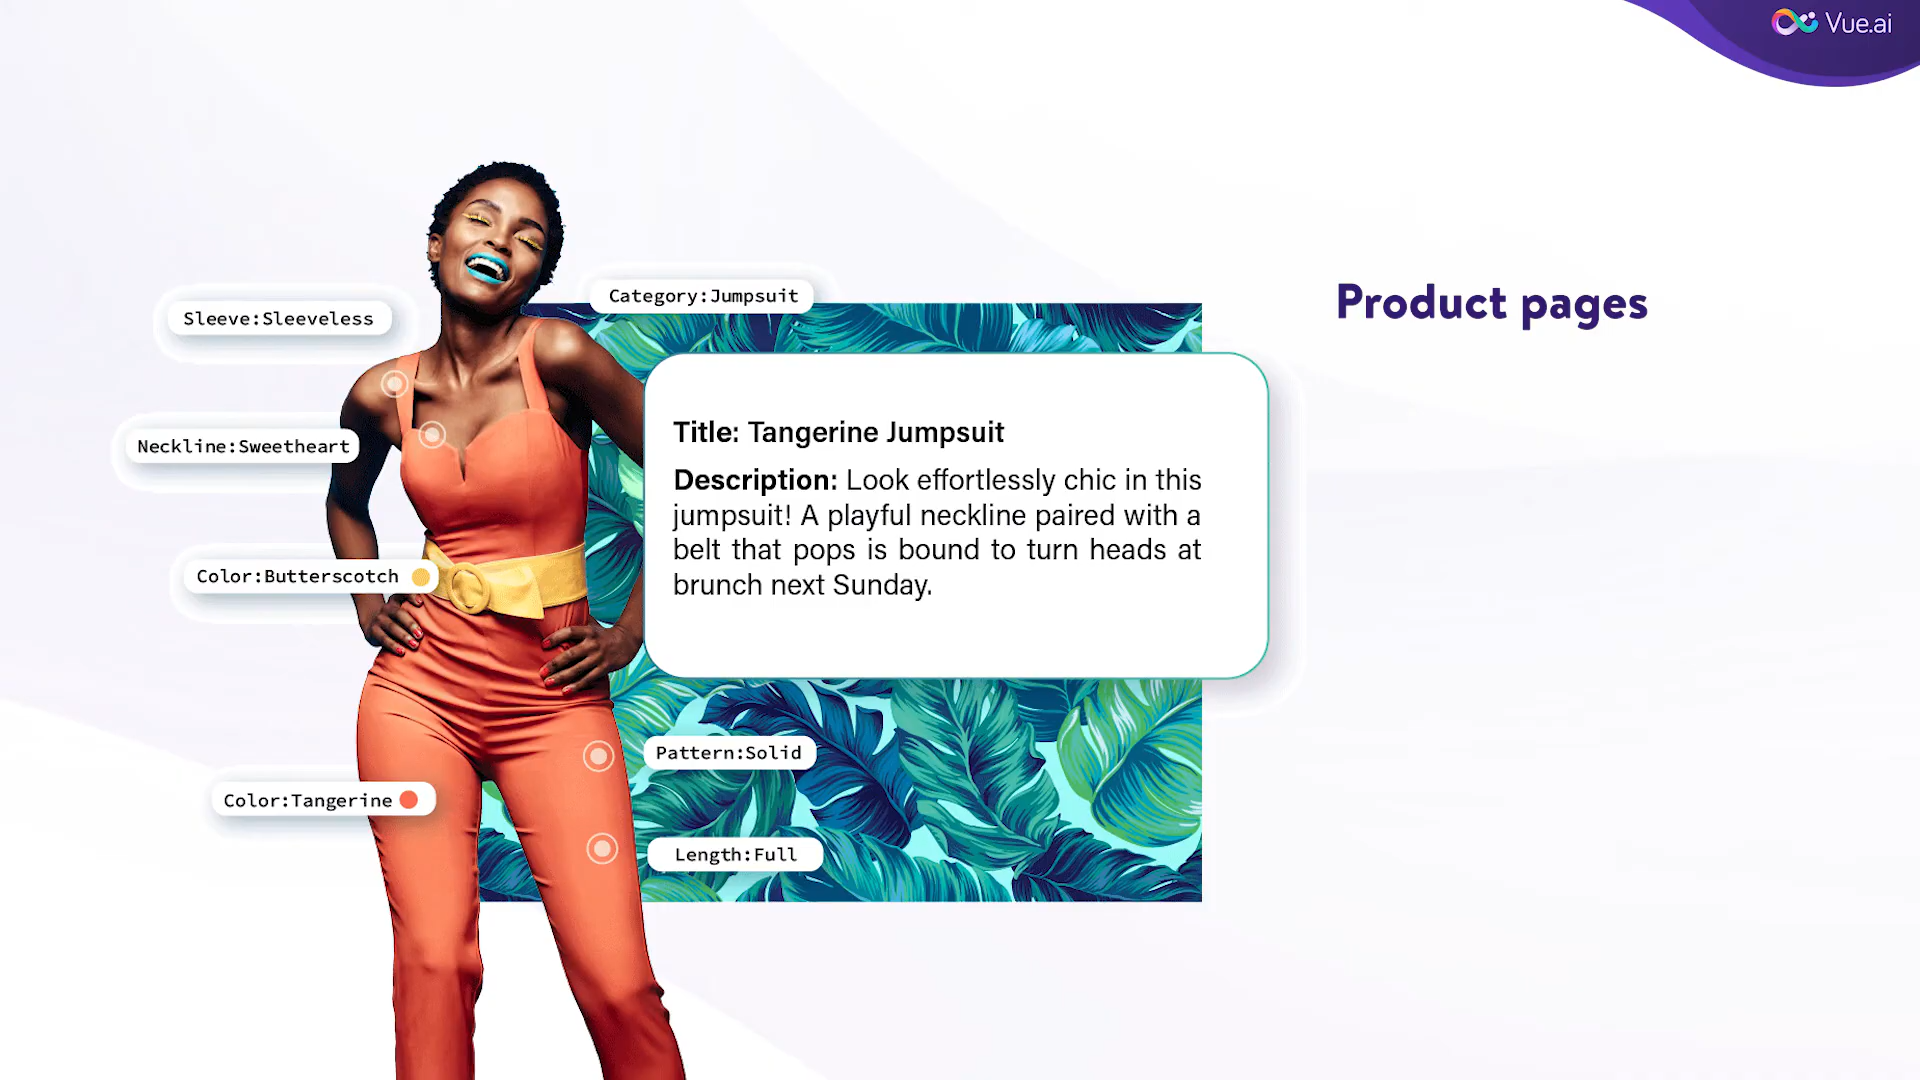 Vue.ai
Category:Jumpsuit
Product pages
Sleeve:Sleeveless
Neckline:Sweetheart
Title: Tangerine Jumpsuit
Description: Look effortlessly chic in this
jumpsuit! A playful neckline paired with a
belt that pops is bound to turn heads at
brunch next Sunday.
Color:Butterscotch
Pattern:Solid
Color:Tangerine
Length:Full